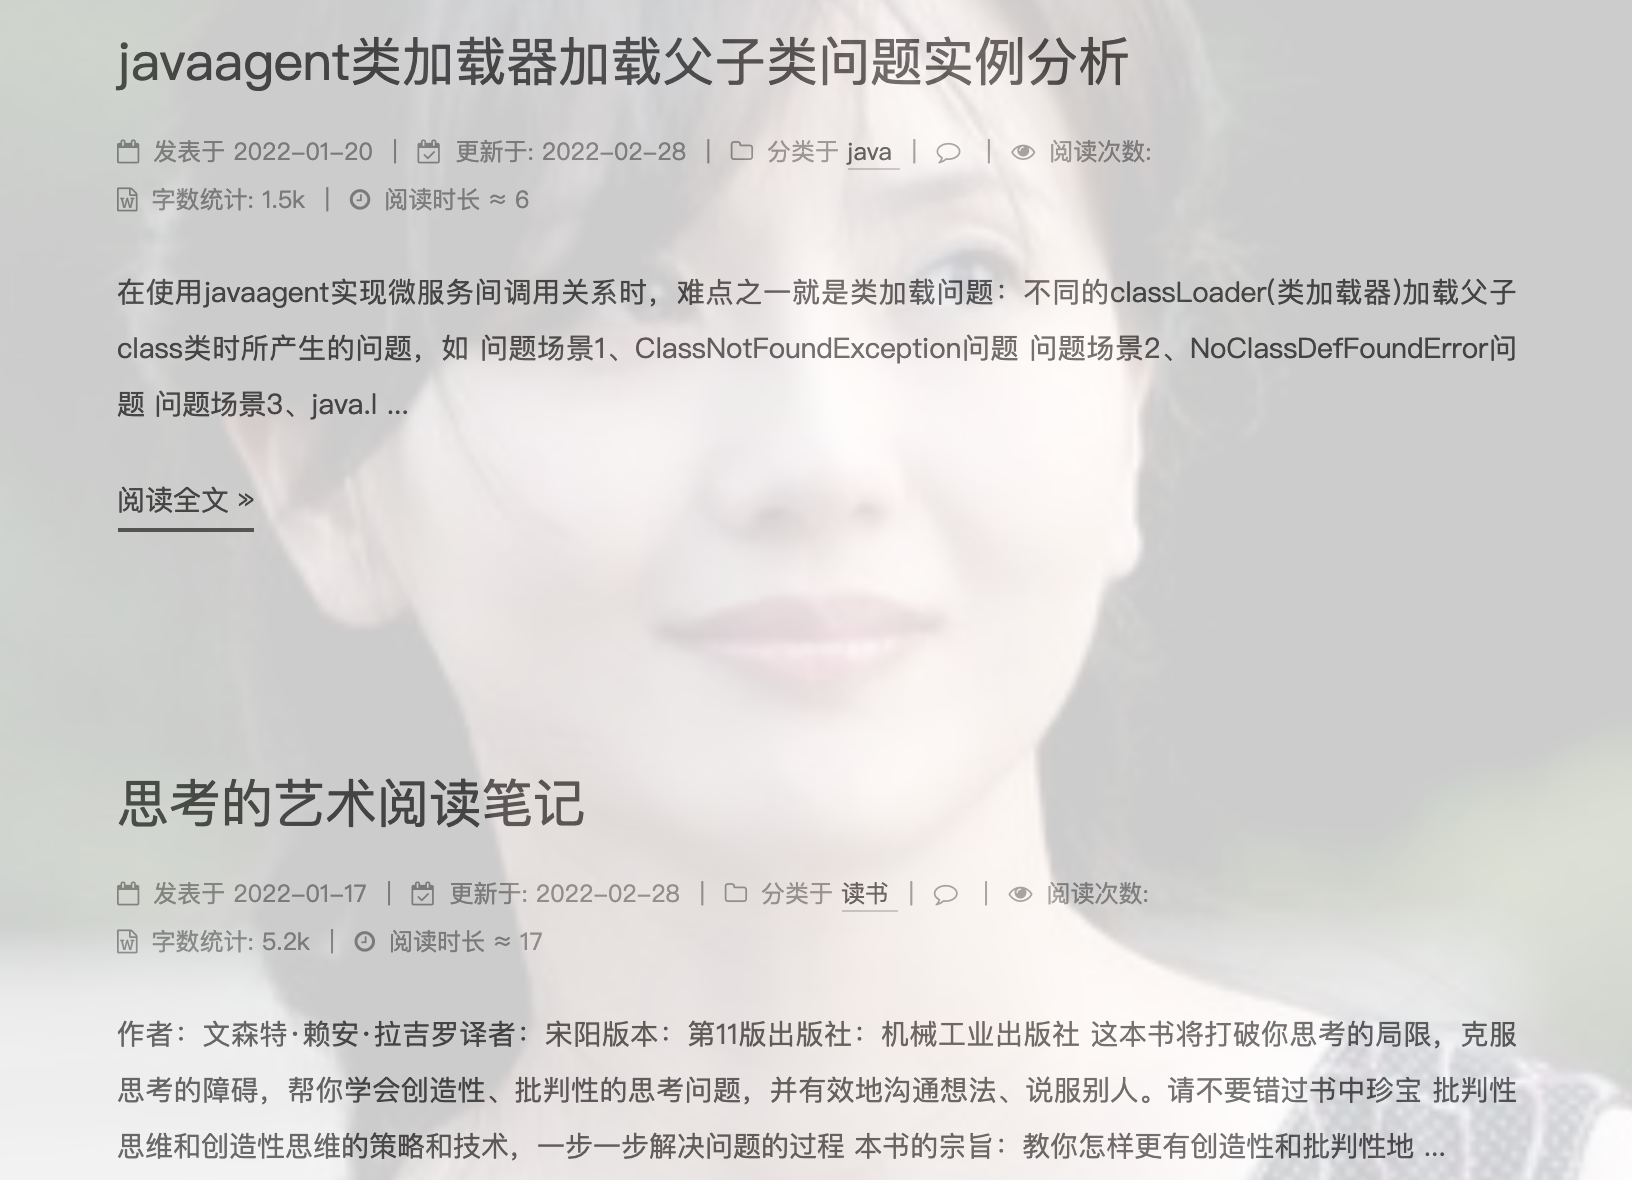 javaagent类加载器加载父子类问题实例分析
发表于 2022-01-20 | 更新于: 2022-02-28 | 分类于 java | | 阅读次数:
字数统计: 1.5k | 阅读时长 ≈ 6
在使用javaagent实现微服务间调用关系时，难点之一就是类加载问题：不同的classLoader(类加载器)加载父子
class类时所产生的问题，如 问题场景1、ClassNotFoundException问题 问题场景2、NoClassDefFoundError问
题 问题场景3、java.l ...
阅读全文 »
思考的艺术阅读笔记
发表于 2022-01-17 | 更新于: 2022-02-28 | 分类于 读书 | | 阅读次数:
字数统计: 5.2k | 阅读时长 ≈ 17
作者：文森特·赖安·拉吉罗译者：宋阳版本：第11版出版社：机械工业出版社 这本书将打破你思考的局限，克服
思考的障碍，帮你学会创造性、批判性的思考问题，并有效地沟通想法、说服别人。请不要错过书中珍宝 批判性
思维和创造性思维的策略和技术，一步一步解决问题的过程 本书的宗旨：教你怎样更有创造性和批判性地 ...